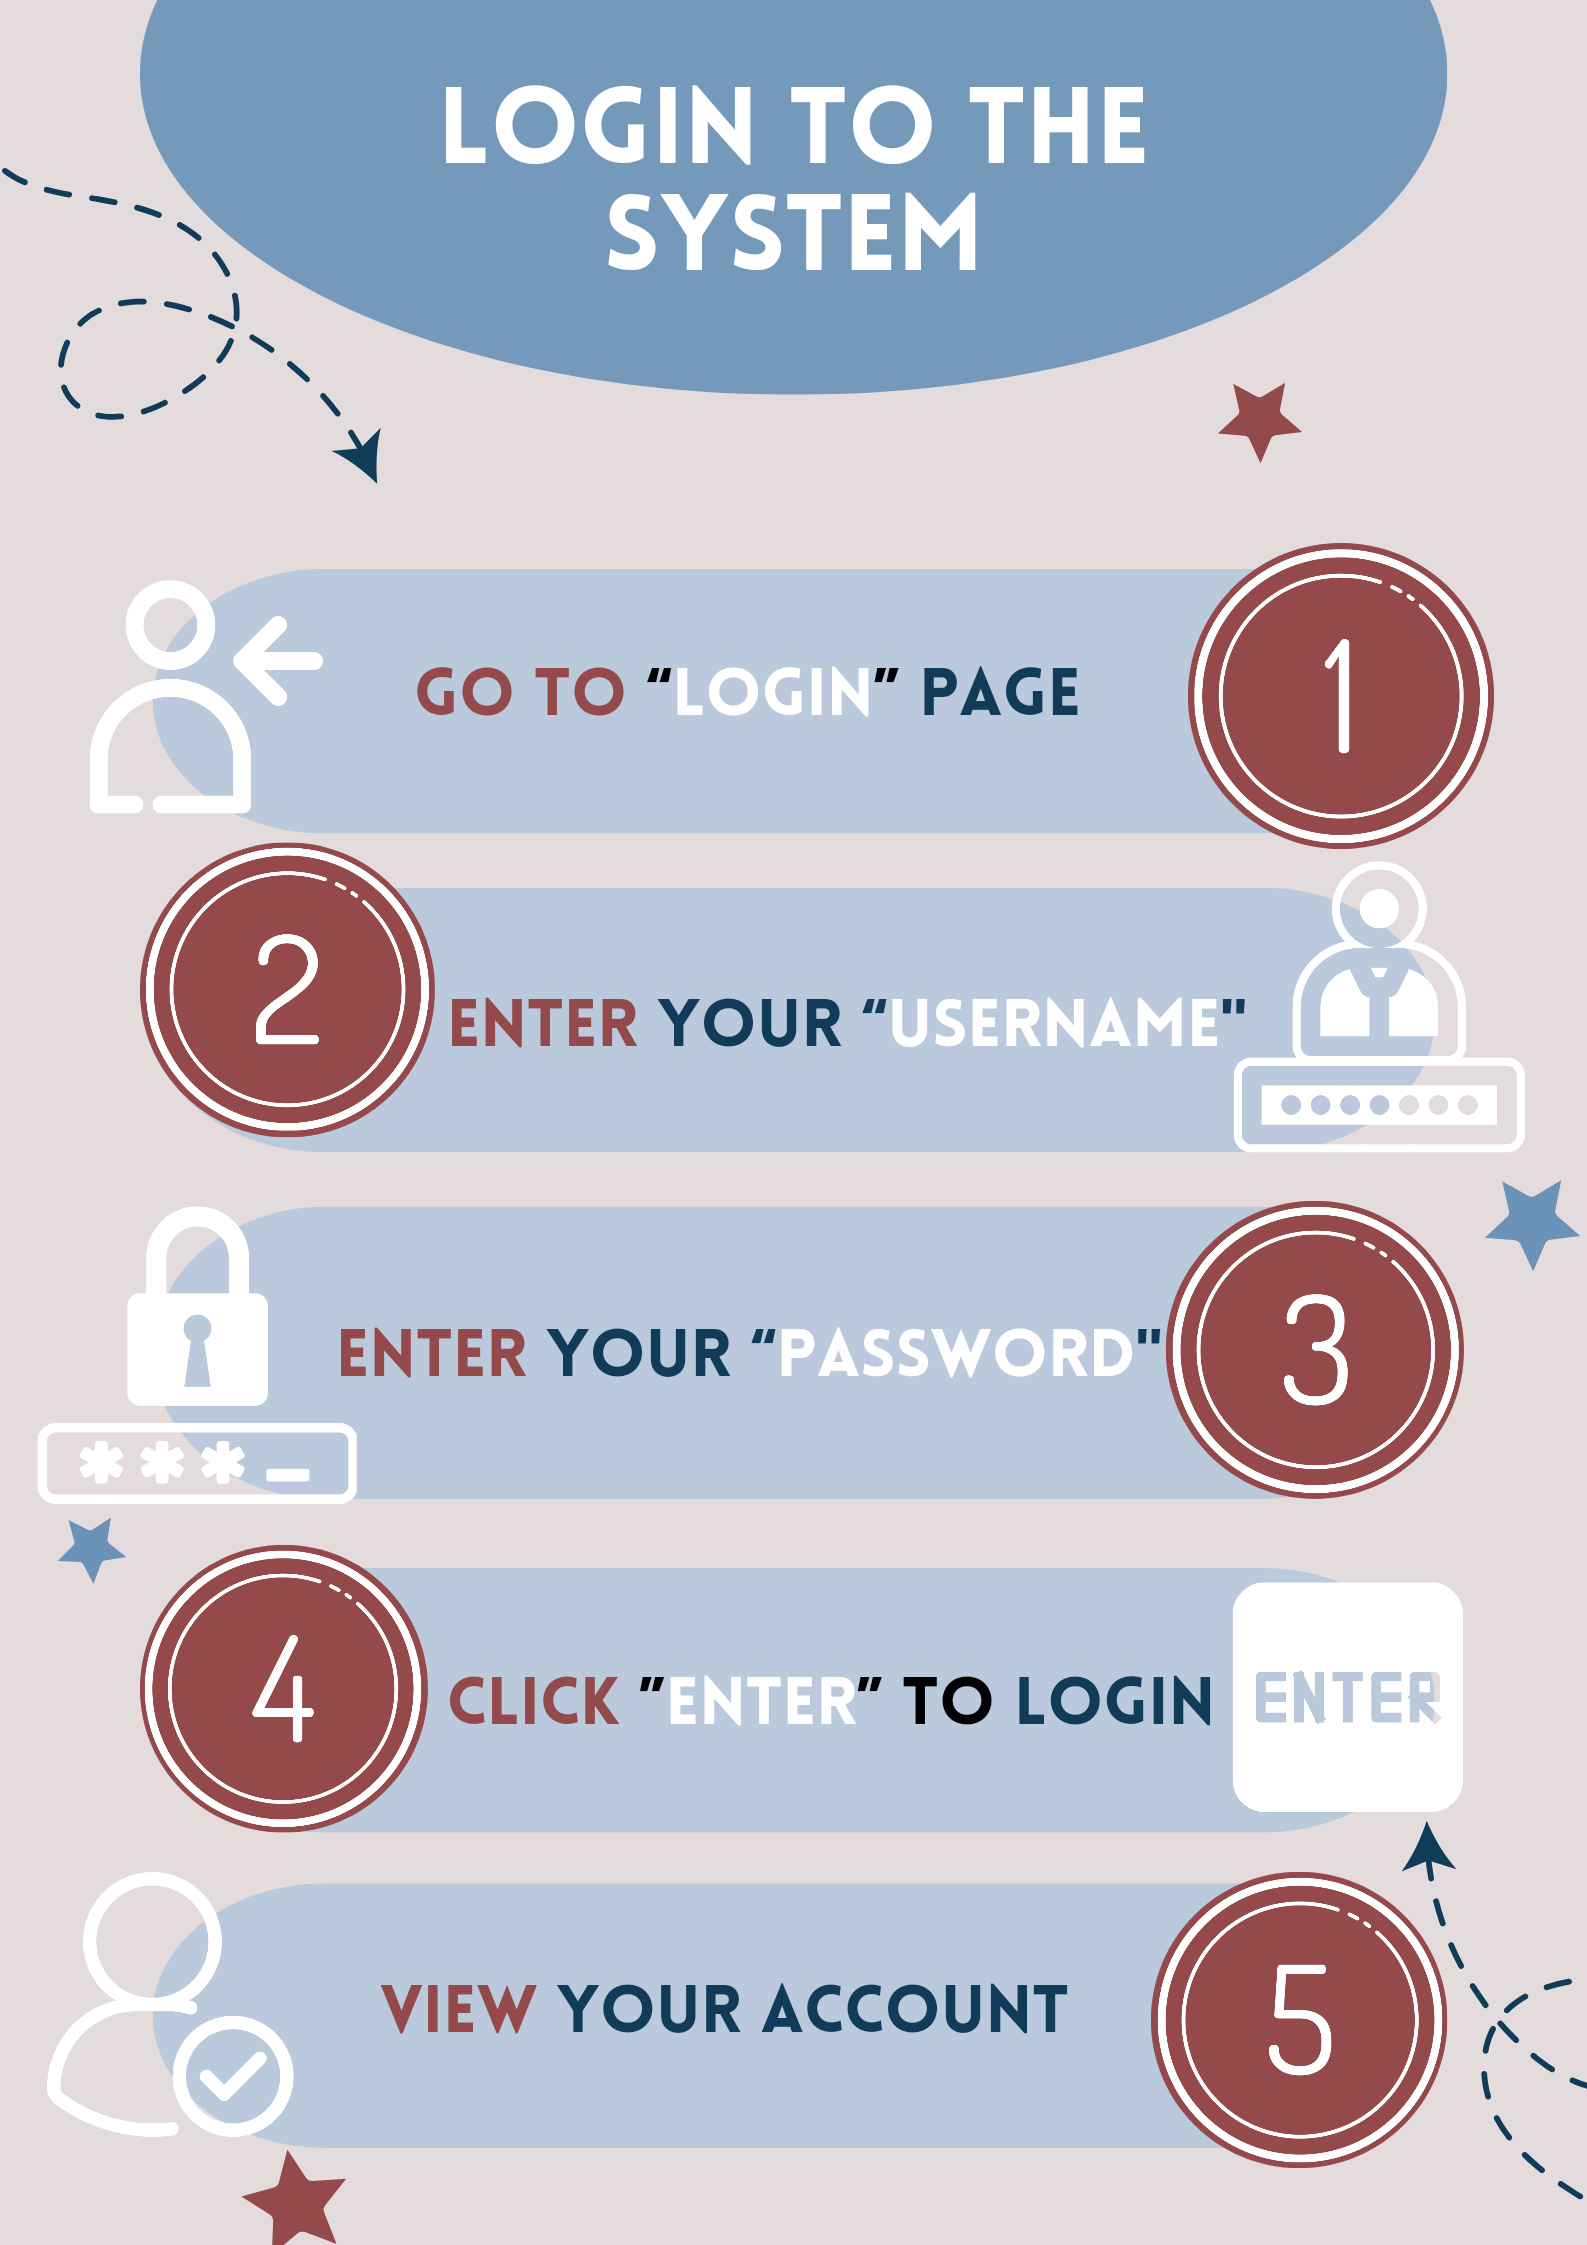 LOGIN TO THE
SYSTEM
GO TO “LOGIN” PAGE
1
2
ENTER YOUR “USERNAME"
ENTER YOUR “PASSWORD"
3
***_
4
CLICK ”ENTER” TO LOGIN
ENTER
VIEW YOUR ACCOUNT
5